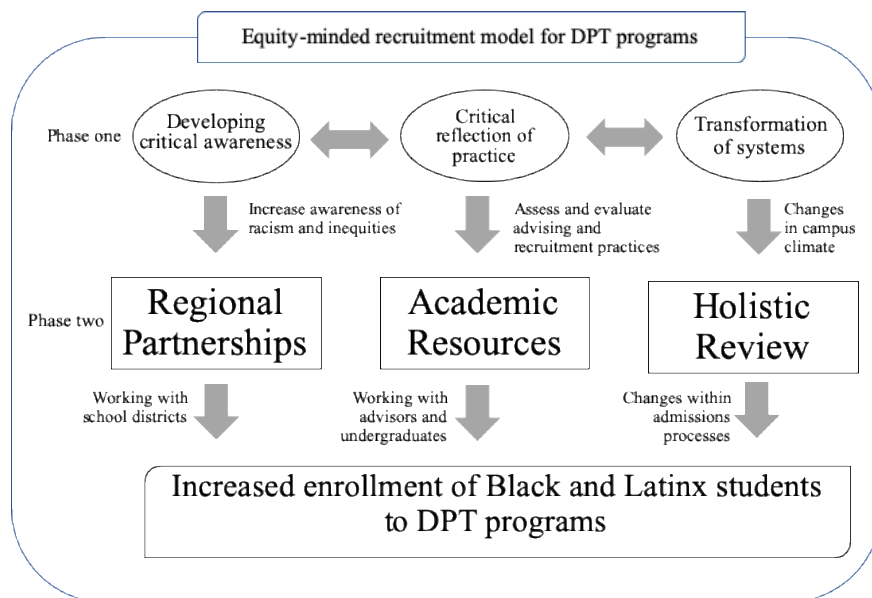 Equity-minded recruitment model for DPT programs
Phase one
Developing
critical awareness
Critical
reflection of
practice
Transformation
of systems
Increase awareness of
racism and inequities
Assess and evaluate
advising and
recruitment practices
Changes
in campus
climate
Phase two
Regional
Partnerships
Academic
Resources
Holistic
Review
Working with
school districts
Working with
advisors and
undergraduates
Changes within
admissions
processes
Increased enrollment of Black and Latinx students
to DPT programs